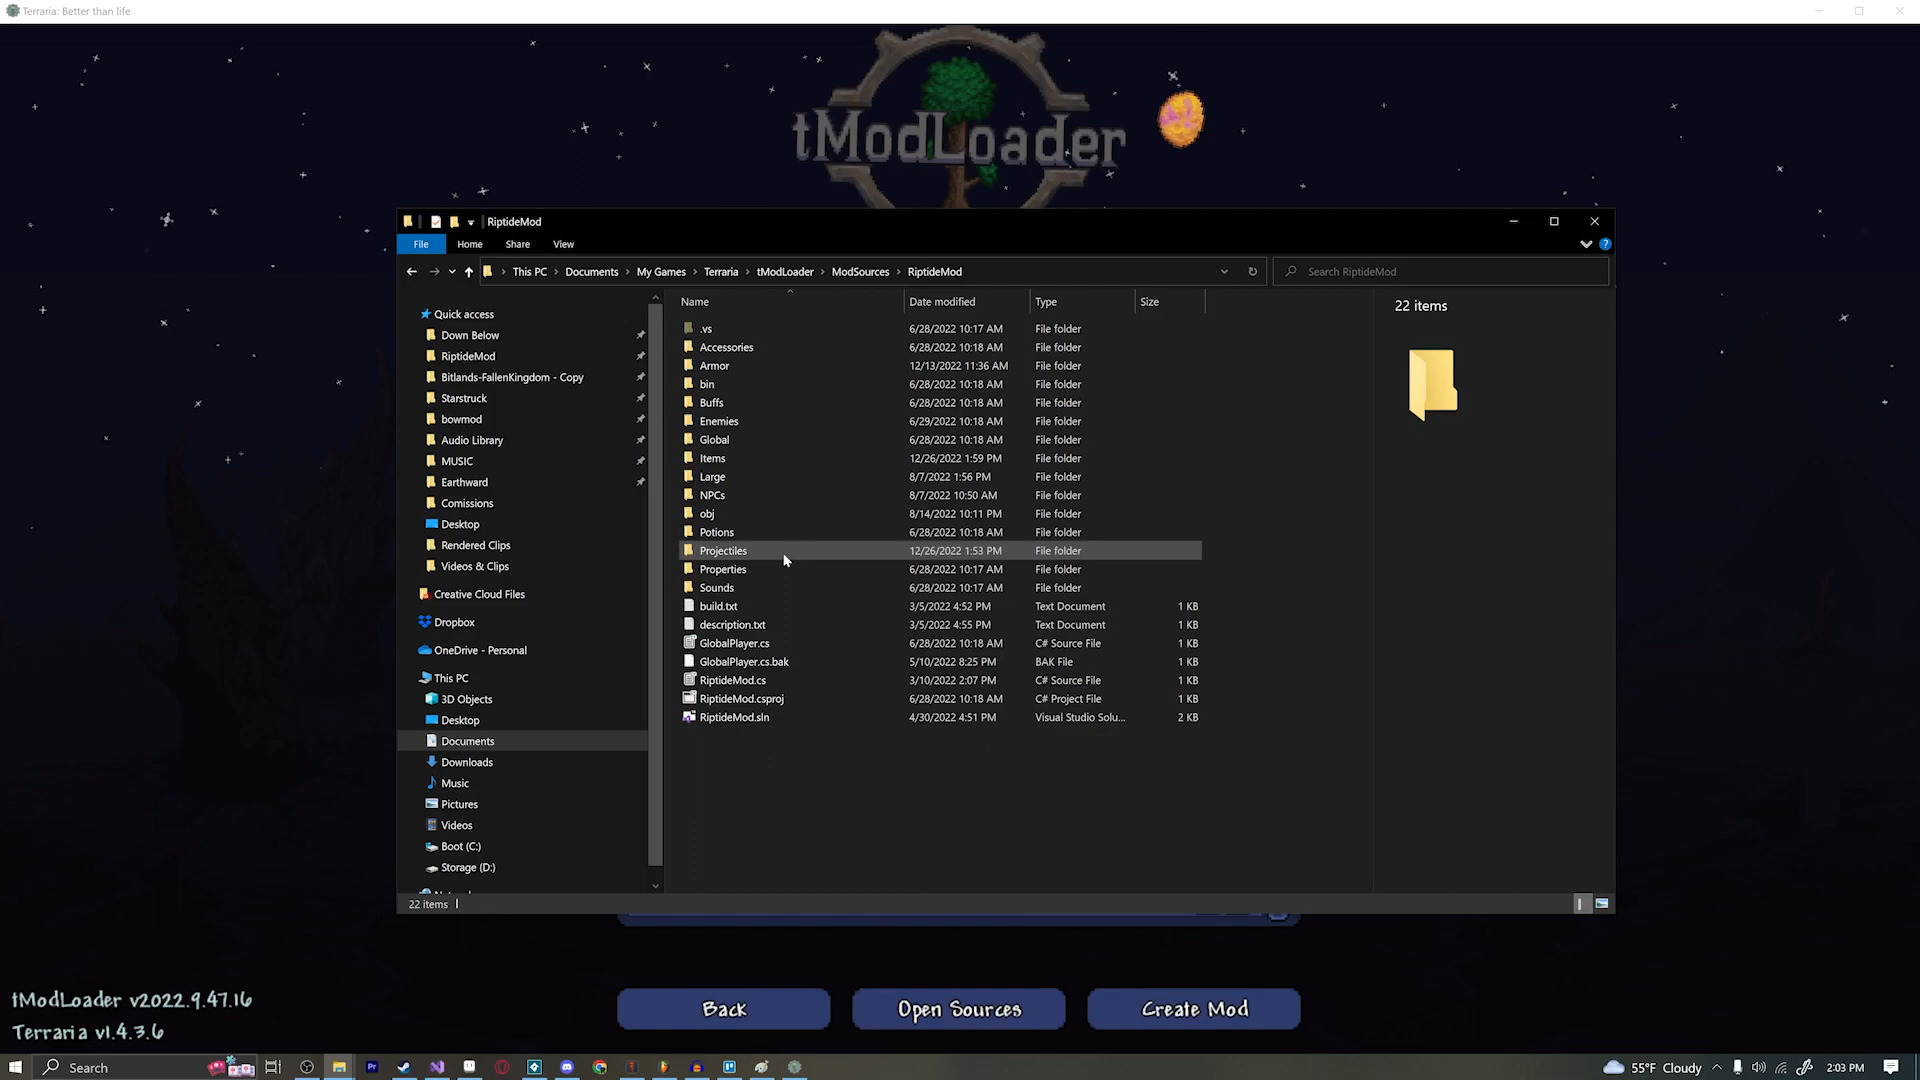 Terraria: Better than life
tModLoader
RiptideMod
File Home Share View
This PC Documents My Games Terraria tModLoader ModSources RiptideMod
Search RiptideMod
Name Date modified Type Size
22 items
Quick access
Down Below
RiptideMod
Bitlands-FallenKingdom - Copy
Starstruck
bowmod
Audio Library
MUSIC
Earthward
Comissions
Desktop
Rendered Clips
Videos & Clips
Creative Cloud Files
Dropbox
OneDrive - Personal
This PC
3D Objects
Desktop
Documents
Downloads
Music
Pictures
Videos
Boot (C:)
Storage (D:)
.vs 6/28/2022 10:17 AM File folder
Accessories 6/28/2022 10:18 AM File folder
Armor 12/13/2022 11:36 AM File folder
bin 6/28/2022 10:18 AM File folder
Buffs 6/28/2022 10:18 AM File folder
Enemies 6/29/2022 10:18 AM File folder
Global 6/28/2022 10:18 AM File folder
Items 12/26/2022 1:59 PM File folder
Large 8/7/2022 1:56 PM File folder
NPCs 8/7/2022 10:50 AM File folder
obj 8/14/2022 10:11 PM File folder
Potions 6/28/2022 10:18 AM File folder
Projectiles 12/26/2022 1:53 PM File folder
Properties 6/28/2022 10:17 AM File folder
Sounds 6/28/2022 10:17 AM File folder
build.txt 3/5/2022 4:52 PM Text Document 1 KB
description.txt 3/5/2022 4:55 PM Text Document 1 KB
GlobalPlayer.cs 6/28/2022 10:18 AM C# Source File 1 KB
GlobalPlayer.cs.bak 5/10/2022 8:25 PM BAK File 1 KB
RiptideMod.cs 3/10/2022 2:07 PM C# Source File 1 KB
RiptideMod.csproj 6/28/2022 10:18 AM C# Project File 1 KB
RiptideMod.sln 4/30/2022 4:51 PM Visual Studio Solu... 2 KB
22 items
tModLoader v2022.9.47.16
Terraria v1.4.3.6
Back Open Sources Create Mod
Search
55°F Cloudy 2:03 PM